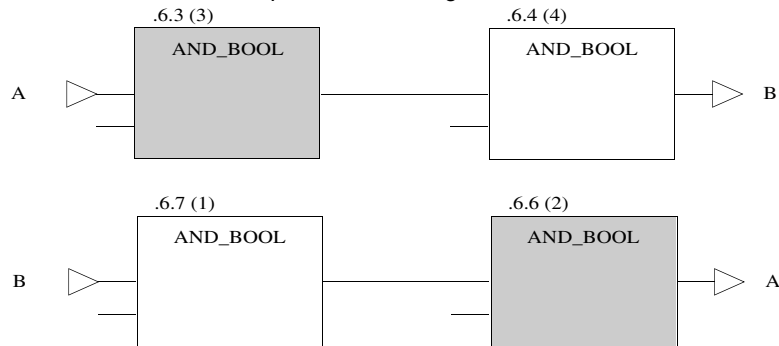 .6.3 (3) .6.4 (4)
AND_BOOL AND_BOOL
A B
.6.7 (1) .6.6 (2)
AND_BOOL AND_BOOL
B A